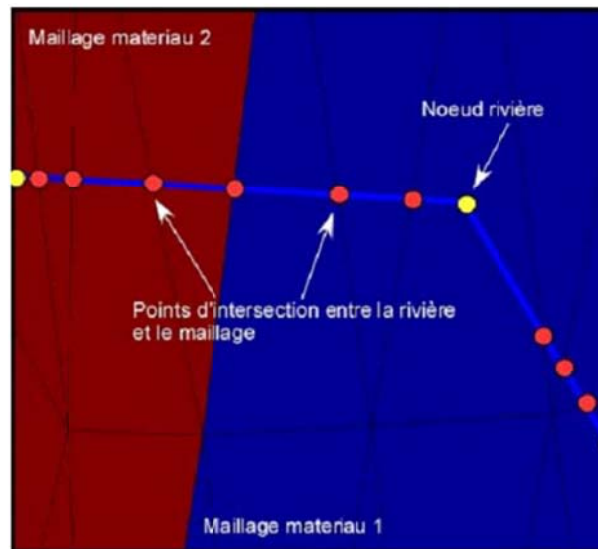 Maillage materiau 2
Noeud rivière
Points d'intersection entre la rivière
et le maillage
Maillage materiau 1